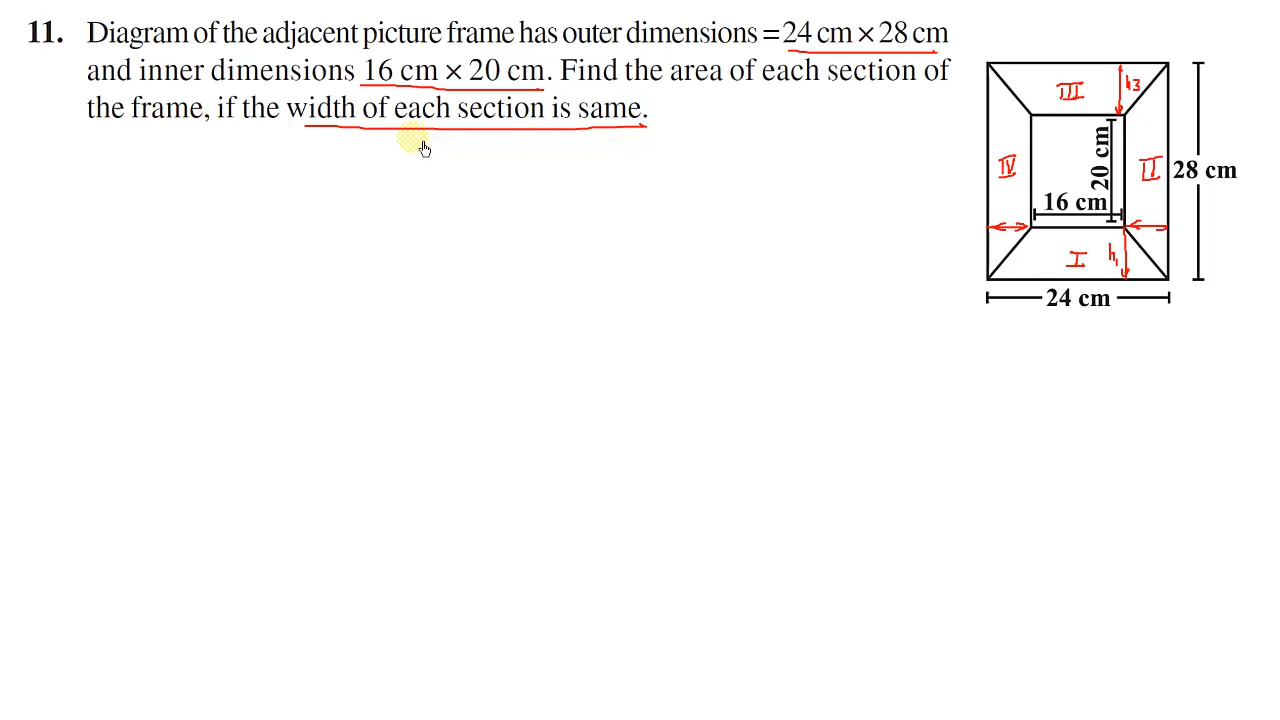 11. Diagram of the adjacent picture frame has outer dimensions = 24 cm × 28 cm
and inner dimensions 16 cm × 20 cm. Find the area of each section of
the frame, if the width of each section is same.
III
h3
IV
20 cm
II
28 cm
16 cm
I
h1
24 cm